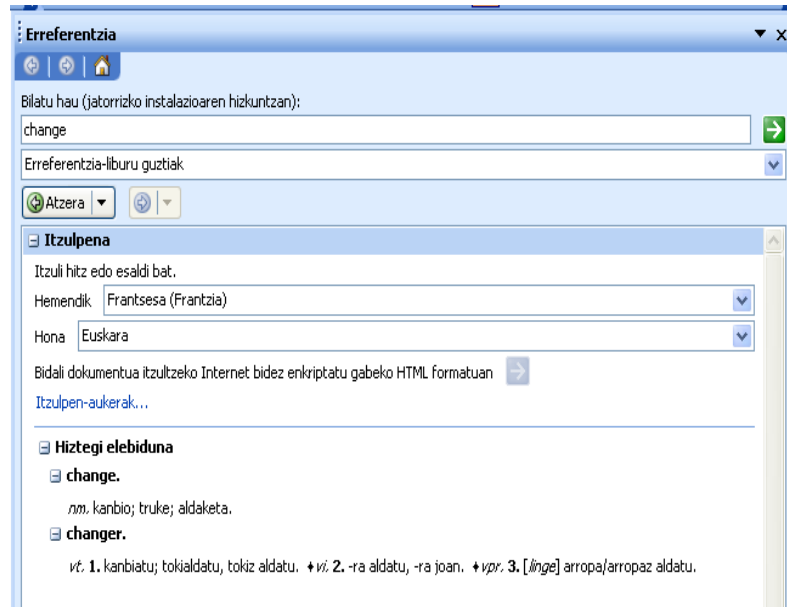 Erreferentzia
Bilatu hau (jatorrizko instalazioaren hizkuntzan):
change
Erreferentzia-liburu guztiak
Atzera
Itzulpena
Itzuli hitz edo esaldi bat.
Hemendik Frantsesa (Frantzia)
Hona Euskara
Bidali dokumentua itzultzeko Internet bidez enkriptatu gabeko HTML formatuan
Itzulpen-aukerak...
Hiztegi elebiduna
change.
nm. kanbio; truke; aldaketa.
changer.
vt. 1. kanbiatu; tokialdatu, tokiz aldatu. ♦vi. 2. -ra aldatu, -ra joan. ♦vpr. 3. [linge] arropa/arropaz aldatu.